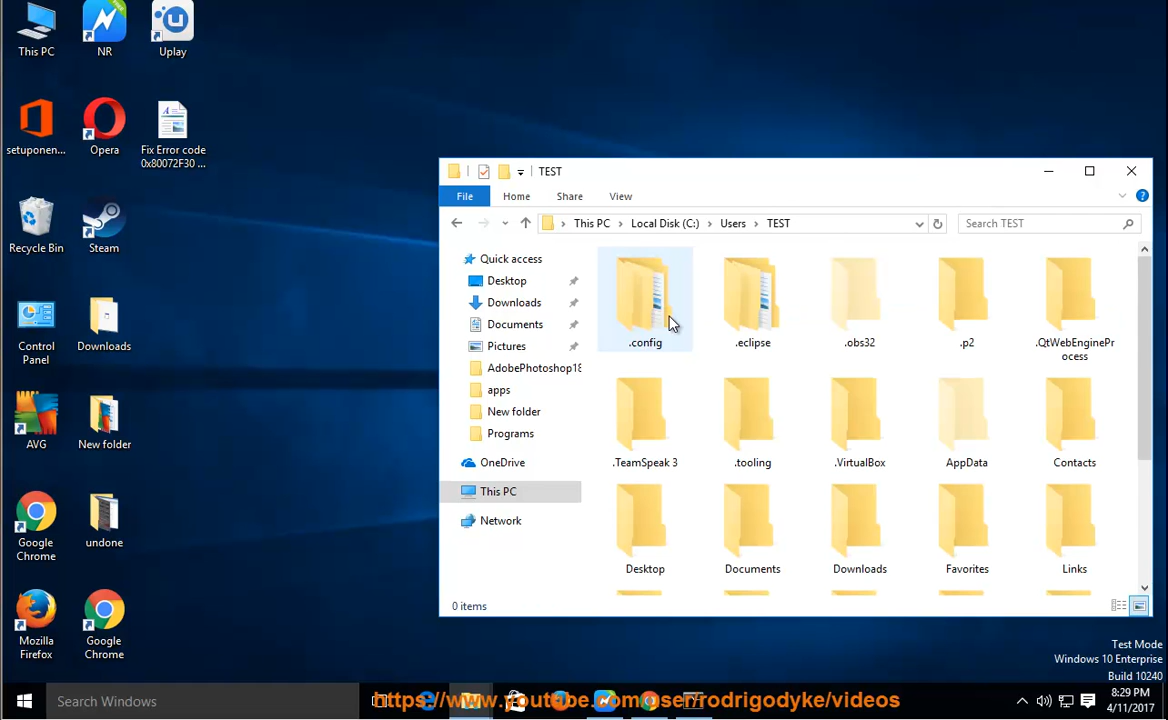 This PC
NR
Uplay
setuponen...
Opera
Fix Error code
0x80072F30 ...
Recycle Bin
Steam
Control
Panel
Downloads
AVG
New folder
Google
Chrome
undone
Mozilla
Firefox
Google
Chrome
TEST
File
Home
Share
View
This PC
Local Disk (C:)
Users
TEST
Search TEST
Quick access
Desktop
Downloads
Documents
Pictures
AdobePhotoshop18
apps
New folder
Programs
OneDrive
This PC
Network
.config
.eclipse
.obs32
.p2
.QtWebEnginePr
ocess
.TeamSpeak 3
.tooling
.VirtualBox
AppData
Contacts
Desktop
Documents
Downloads
Favorites
Links
0 items
Test Mode
Windows 10 Enterprise
Build 10240
Search Windows
https://www.youtube.com/user/rodrigodyke/videos
8:29 PM
4/11/2017